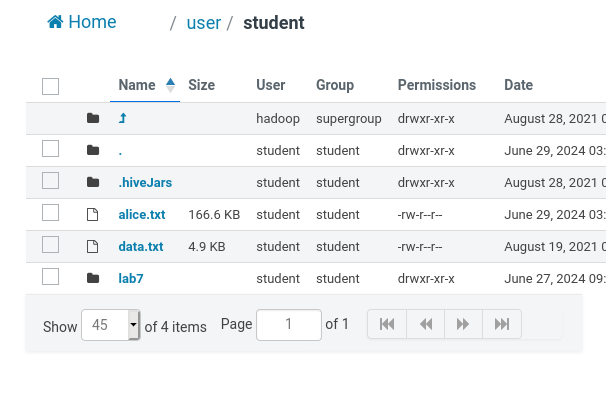 Home / user / student
Name Size User Group Permissions Date
hadoop supergroup drwxr-xr-x August 28, 2021
. student student drwxr-xr-x June 29, 2024 03:
.hiveJars student student drwxr-xr-x August 28, 2021
alice.txt 166.6 KB student student -rw-r--r-- June 29, 2024 03:
data.txt 4.9 KB student student -rw-r--r-- August 19, 2021
lab7 student student drwxr-xr-x June 27, 2024 09:
Show 45 of 4 items Page 1 of 1